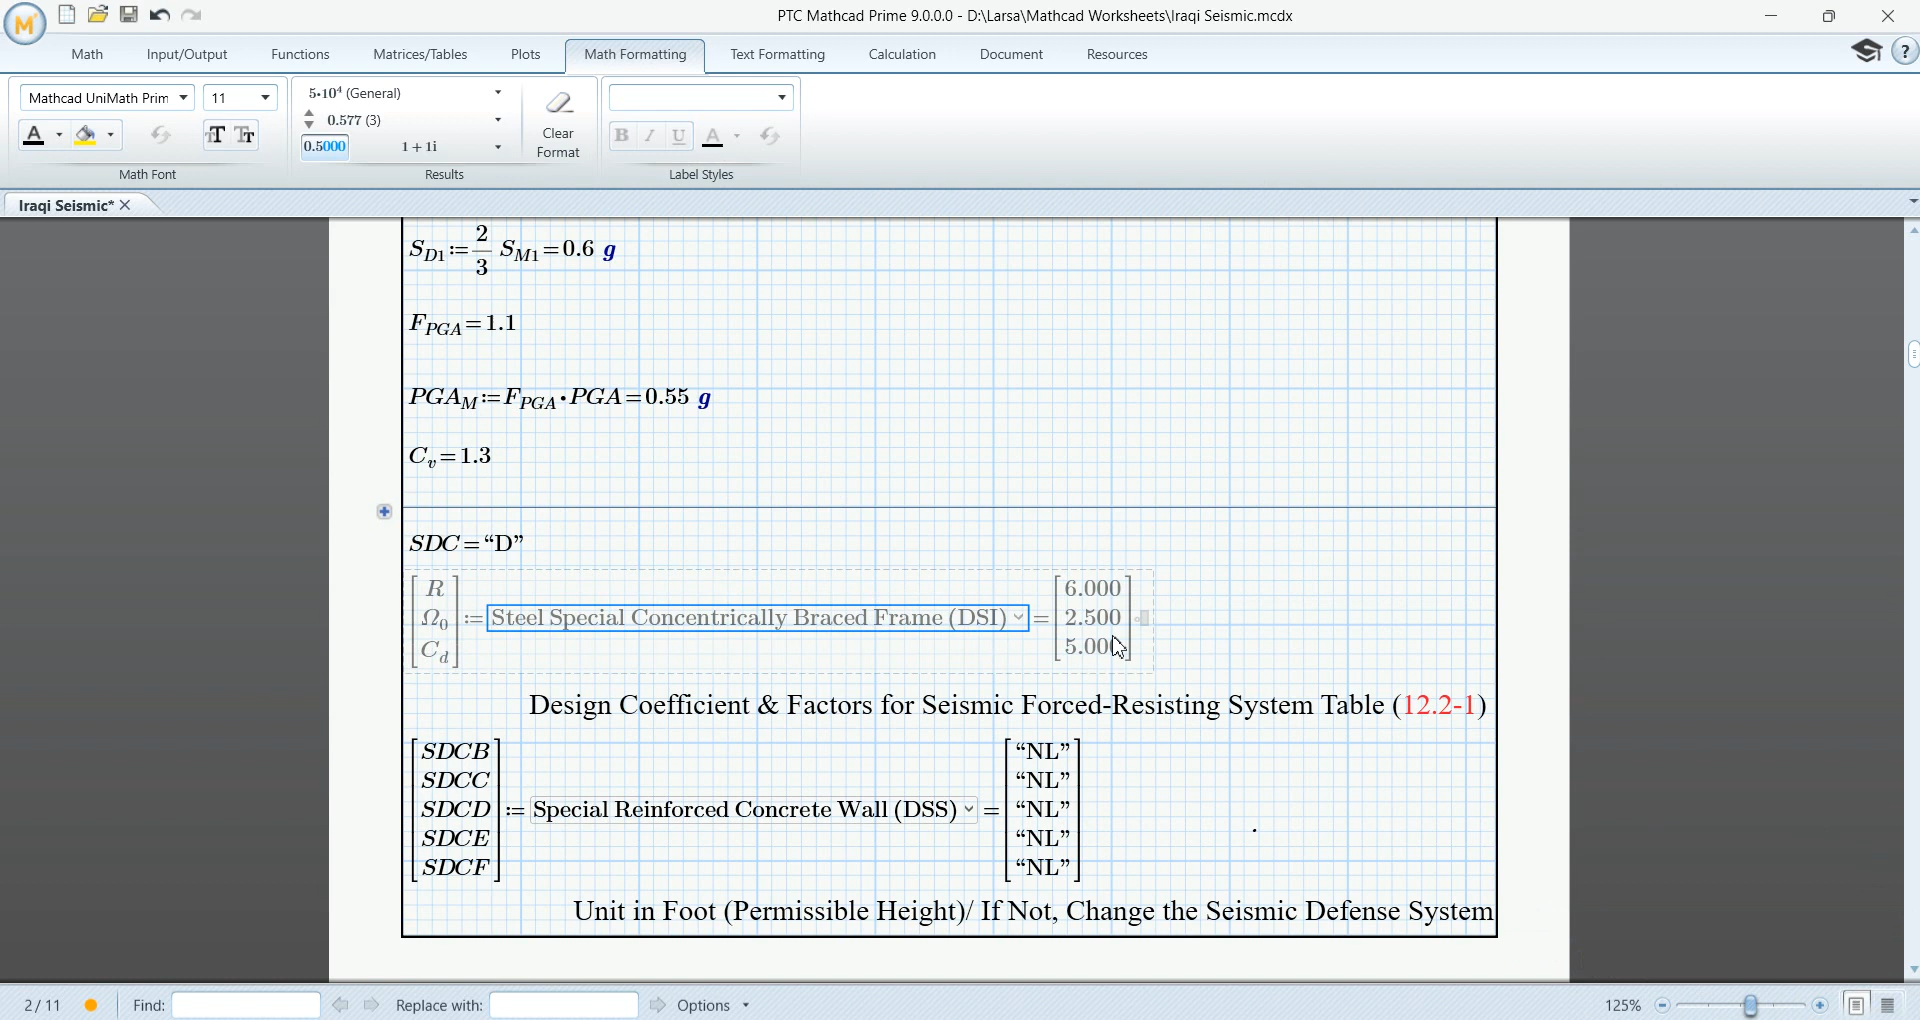 PTC Mathcad Prime 9.0.0.0 - D:\Larsa\Mathcad Worksheets\Iraqi Seismic.mcdx
Math Input/Output Functions Matrices/Tables Plots Math Formatting Text Formatting Calculation Document Resources
Mathcad UniMath Prim 11
5·10⁴ (General)
0.577 (3)
0.5000 1 + 1i
Clear Format
B I U A
Math Font Results Label Styles
Iraqi Seismic*
S_D1 := 2/3 S_M1 = 0.6 g
F_PGA = 1.1
PGA_M := F_PGA · PGA = 0.55 g
C_v = 1.3
SDC = “D”
[R Ω_0 C_d] := Steel Special Concentrically Braced Frame (DSI) = [6.000 2.500 5.000]
Design Coefficient & Factors for Seismic Forced-Resisting System Table (12.2-1)
[SDCB SDCC SDCD SDCE SDCF] := Special Reinforced Concrete Wall (DSS) = [“NL” “NL” “NL” “NL” “NL”] .
Unit in Foot (Permissible Height)/ If Not, Change the Seismic Defense System
2 / 11 Find: Replace with: Options 125%